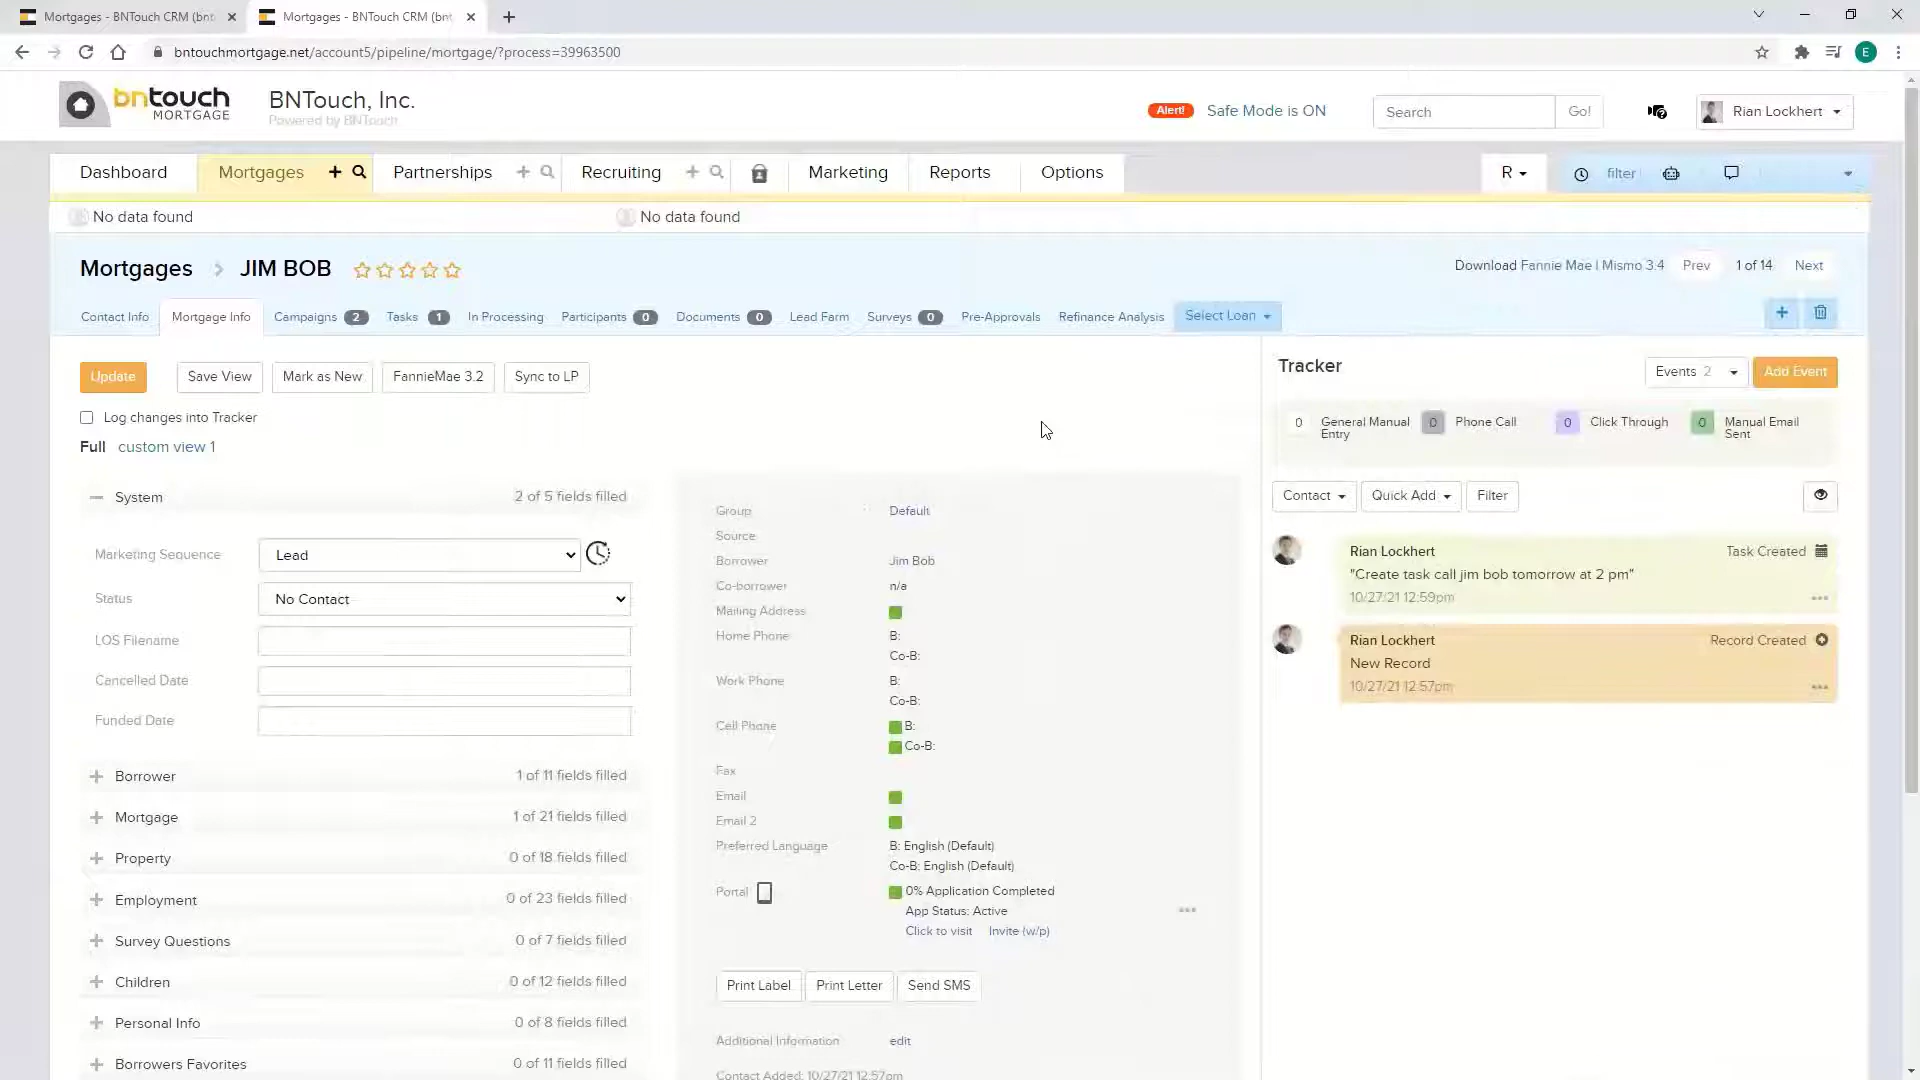 Mortgages - BNTouch CRM (bnt
Mortgages - BNTouch CRM (bnt
bntouchmortgage.net/account5/pipeline/mortgage/?process=39963500
E
bntouch
MORTGAGE
BNTouch, Inc.
Powered by BNTouch
Alert! Safe Mode is ON
Search
Go!
Rian Lockhert
Dashboard
Mortgages
Partnerships
Recruiting
Marketing
Reports
Options
R
filter
No data found
No data found
Mortgages > JIM BOB
Download Fannie Mae | Mismo 3.4
Prev
1 of 14
Next
Contact Info
Mortgage Info
Campaigns 2
Tasks 1
In Processing
Participants 0
Documents 0
Lead Farm
Surveys 0
Pre-Approvals
Refinance Analysis
Select Loan
Update
Save View
Mark as New
FannieMae 3.2
Sync to LP
Log changes into Tracker
Full custom view 1
System
2 of 5 fields filled
Marketing Sequence
Lead
Status
No Contact
LOS Filename
Cancelled Date
Funded Date
Borrower
1 of 11 fields filled
Mortgage
1 of 21 fields filled
Property
0 of 18 fields filled
Employment
0 of 23 fields filled
Survey Questions
0 of 7 fields filled
Children
0 of 12 fields filled
Personal Info
0 of 8 fields filled
Borrowers Favorites
0 of 11 fields filled
Group
Default
Source
Borrower
Jim Bob
Co-borrower
n/a
Mailing Address
Home Phone
B:
Co-B:
Work Phone
B:
Co-B:
Cell Phone
B:
Co-B:
Fax
Email
Email 2
Preferred Language
B: English (Default)
Co-B: English (Default)
Portal
0% Application Completed
App Status: Active
Click to visit
Invite (w/p)
Print Label
Print Letter
Send SMS
Additional Information
edit
Contact Added: 10/27/21 12:57pm
Tracker
Events 2
Add Event
0 General Manual
Entry
0 Phone Call
0 Click Through
0 Manual Email
Sent
Contact
Quick Add
Filter
Rian Lockhert
Task Created
"Create task call jim bob tomorrow at 2 pm"
10/27/21 12:59pm
Rian Lockhert
Record Created
New Record
10/27/21 12:57pm